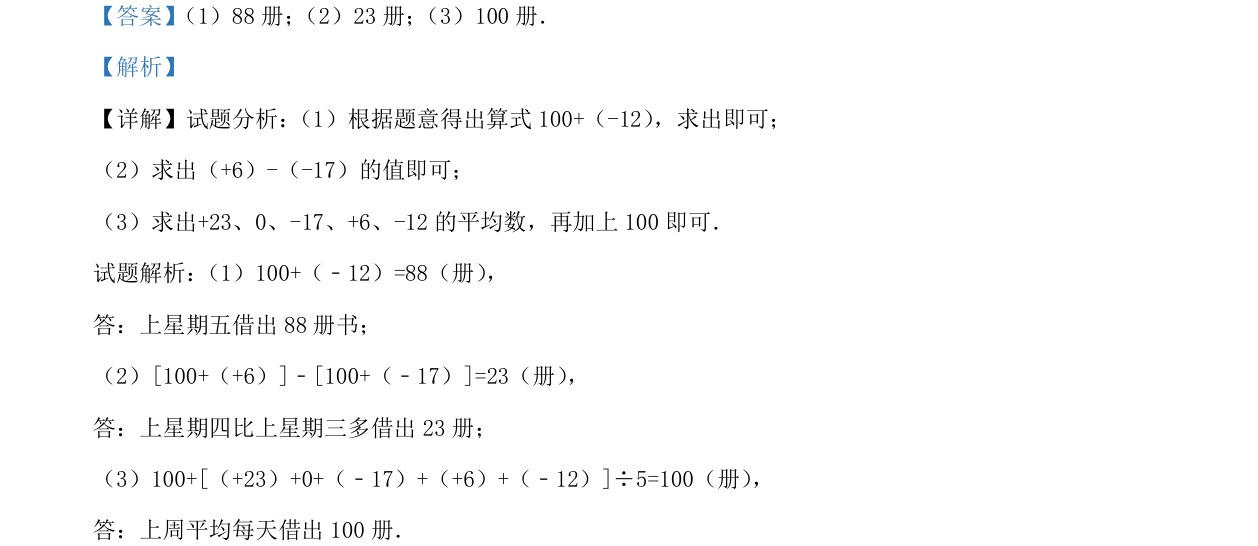 【答案】（1）88 册；（2）23 册；（3）100 册．
【解析】
【详解】试题分析：（1）根据题意得出算式 100+（-12），求出即可；
（2）求出（+6）-（-17）的值即可；
（3）求出+23、0、-17、+6、-12 的平均数，再加上 100 即可．
试题解析：（1）100+（﹣12）=88（册），
答：上星期五借出 88 册书；
（2）[100+（+6）]﹣[100+（﹣17）]=23（册），
答：上星期四比上星期三多借出 23 册；
（3）100+[（+23）+0+（﹣17）+（+6）+（﹣12）]÷5=100（册），
答：上周平均每天借出 100 册．